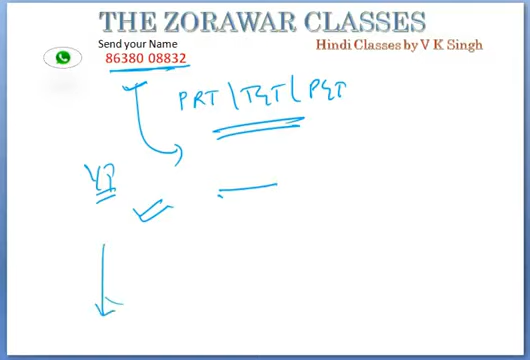 THE ZORAWAR CLASSES
Send your Name
Hindi Classes by V K Singh
86380 08832
PRT \ TGT \ PGT